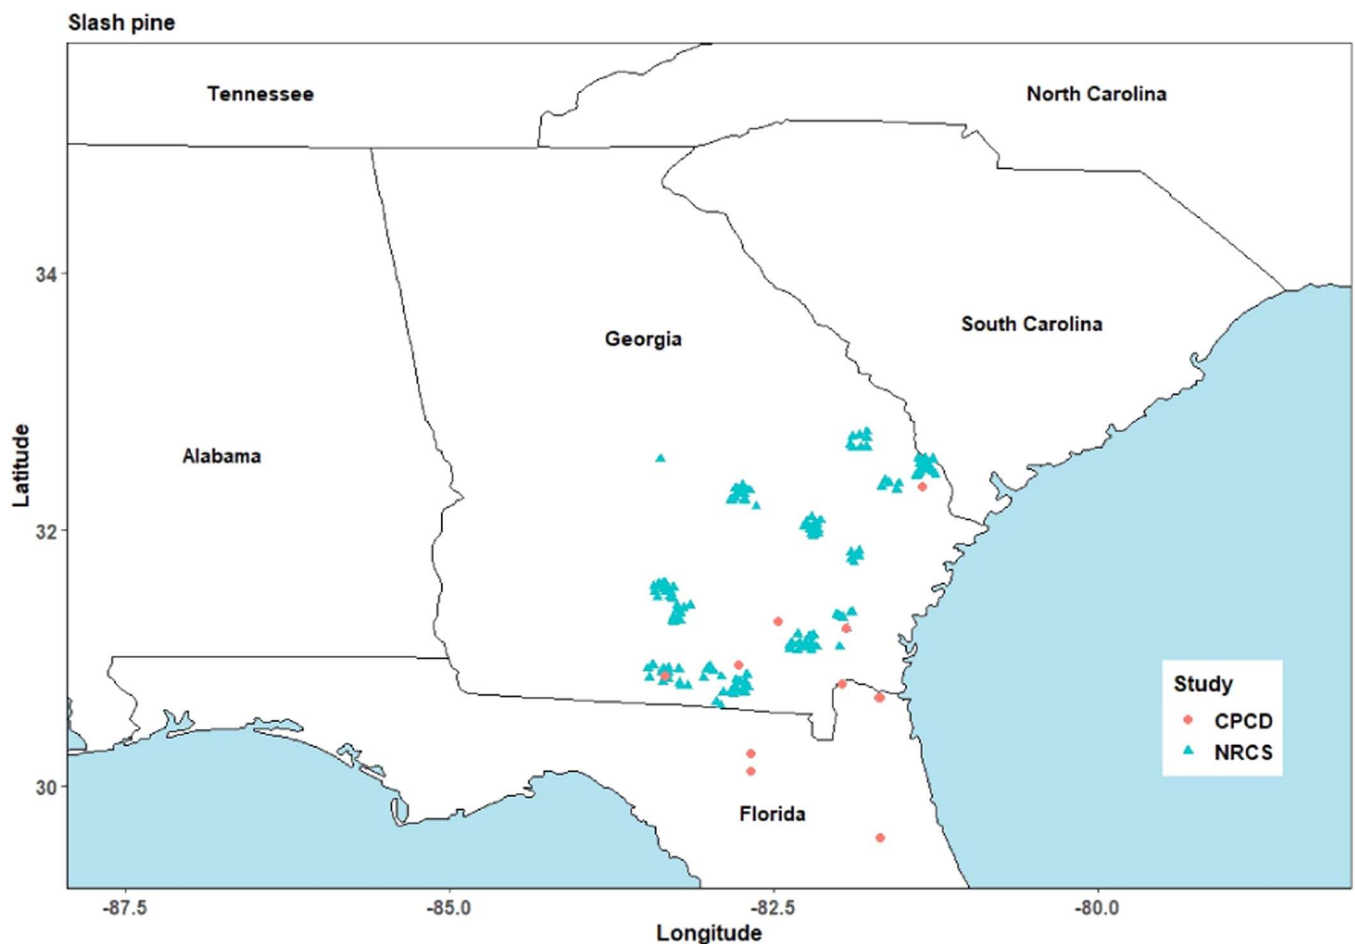 Slash pine
Tennessee
North Carolina
34
Georgia
South Carolina
Latitude
Alabama
32
Study
CPCD
NRCS
30
Florida
-87.5
-85.0
-82.5
-80.0
Longitude